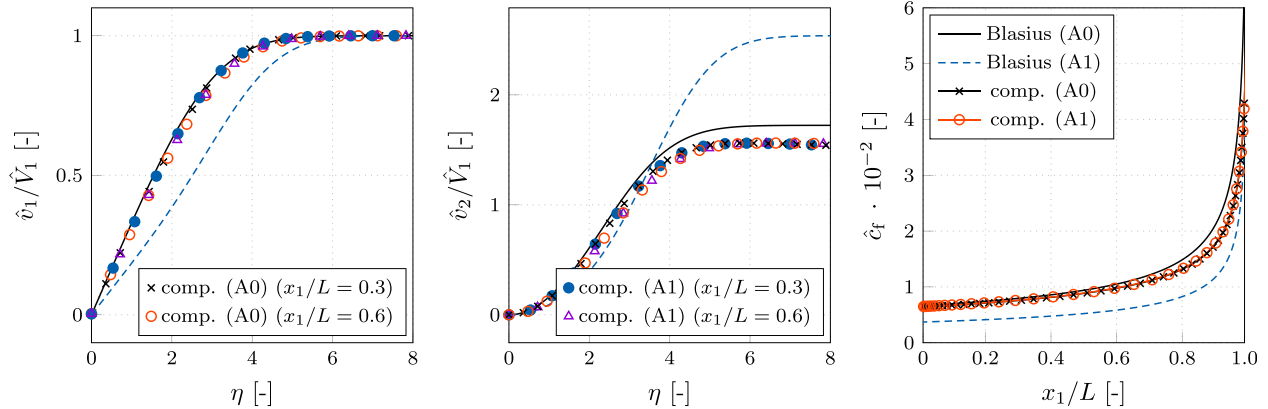 1
0.5
0
0
2
4
6
8
v̂₁/V̂₁ [-]
η [-]
comp. (A0) (x₁/L = 0.3)
comp. (A0) (x₁/L = 0.6)
2
1
0
0
2
4
6
8
v̂₂/V̂₁ [-]
η [-]
comp. (A1) (x₁/L = 0.3)
comp. (A1) (x₁/L = 0.6)
6
5
4
3
2
1
0
0
0.2
0.4
0.6
0.8
1.0
ĉ_f · 10⁻² [-]
x₁/L [-]
Blasius (A0)
Blasius (A1)
comp. (A0)
comp. (A1)